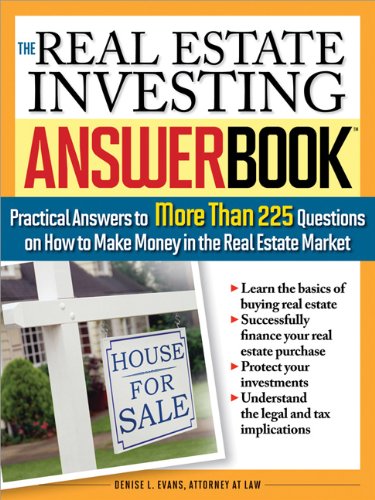 THE REAL ESTATE
INVESTING
ANSWER BOOK™
Practical Answers to More Than 225 Questions
on How to Make Money in the Real Estate Market
Learn the basics of
buying real estate
Successfully
finance your real
estate purchase
Protect your
investments
Understand
the legal and tax
implications
HOUSE
FOR
SALE
DENISE L. EVANS, ATTORNEY AT LAW